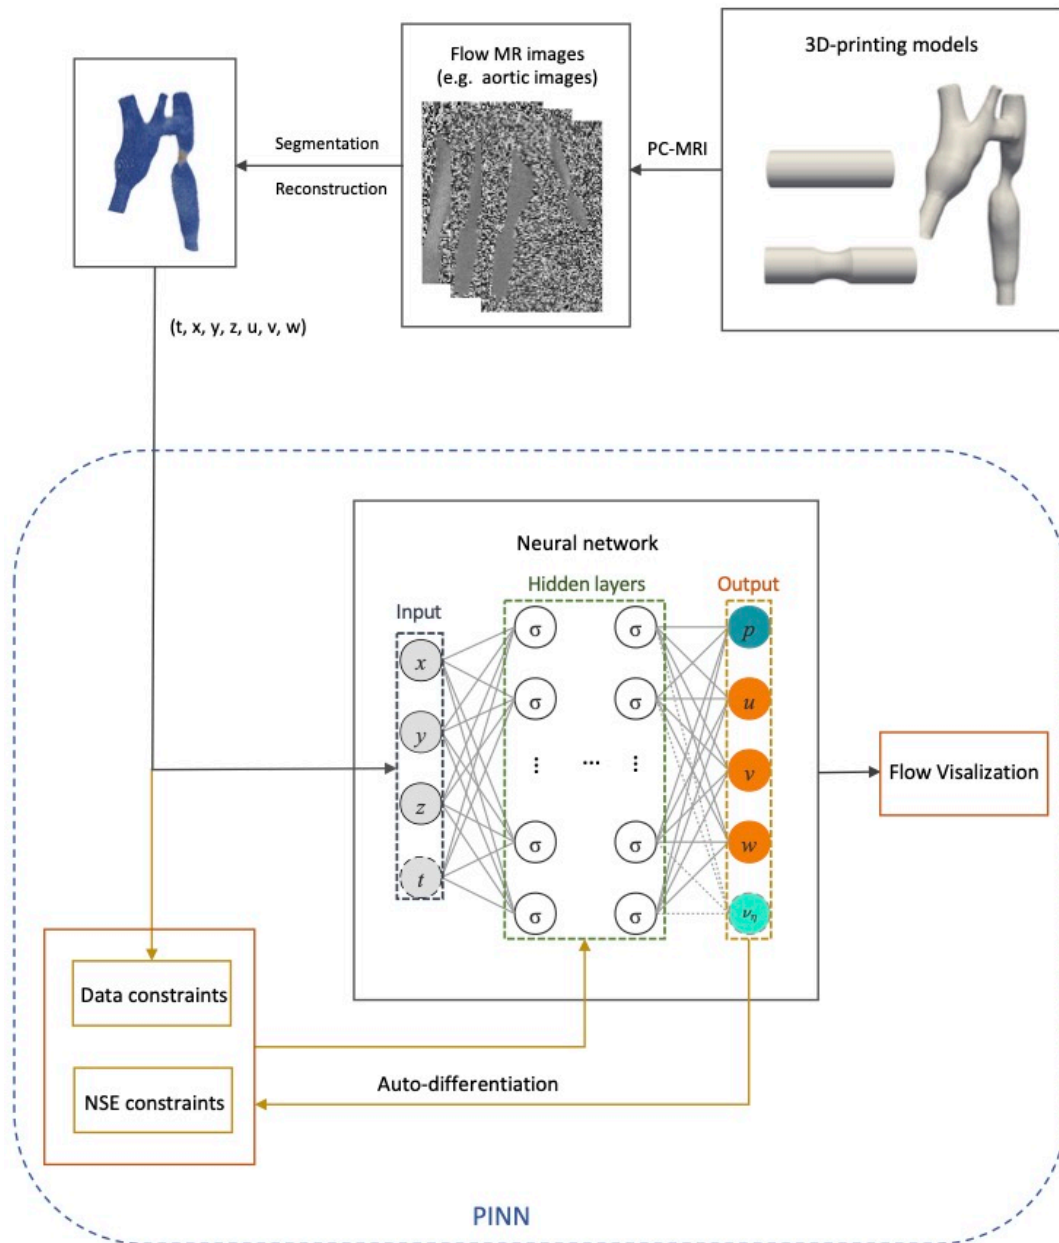 3D-printing models
Flow MR images
(e.g. aortic images)
PC-MRI
Segmentation
Reconstruction
(t, x, y, z, u, v, w)
Neural network
Hidden layers
Output
Input
x
y
z
t
σ
σ
⋮
σ
σ
...
σ
σ
⋮
σ
σ
p
u
v
w
νη
Flow Visalization
Data constraints
NSE constraints
Auto-differentiation
PINN